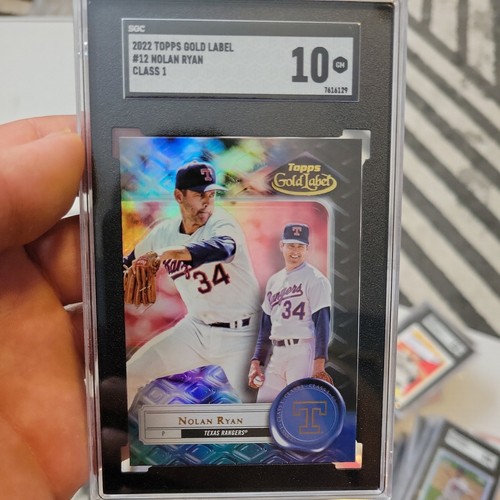 SGC
2022 TOPPS GOLD LABEL
#12 NOLAN RYAN
CLASS 1
10 GM
7616129
Topps
Gold Label
T
34
T
Rangers
34
NOLAN RYAN
P TEXAS RANGERS®
T